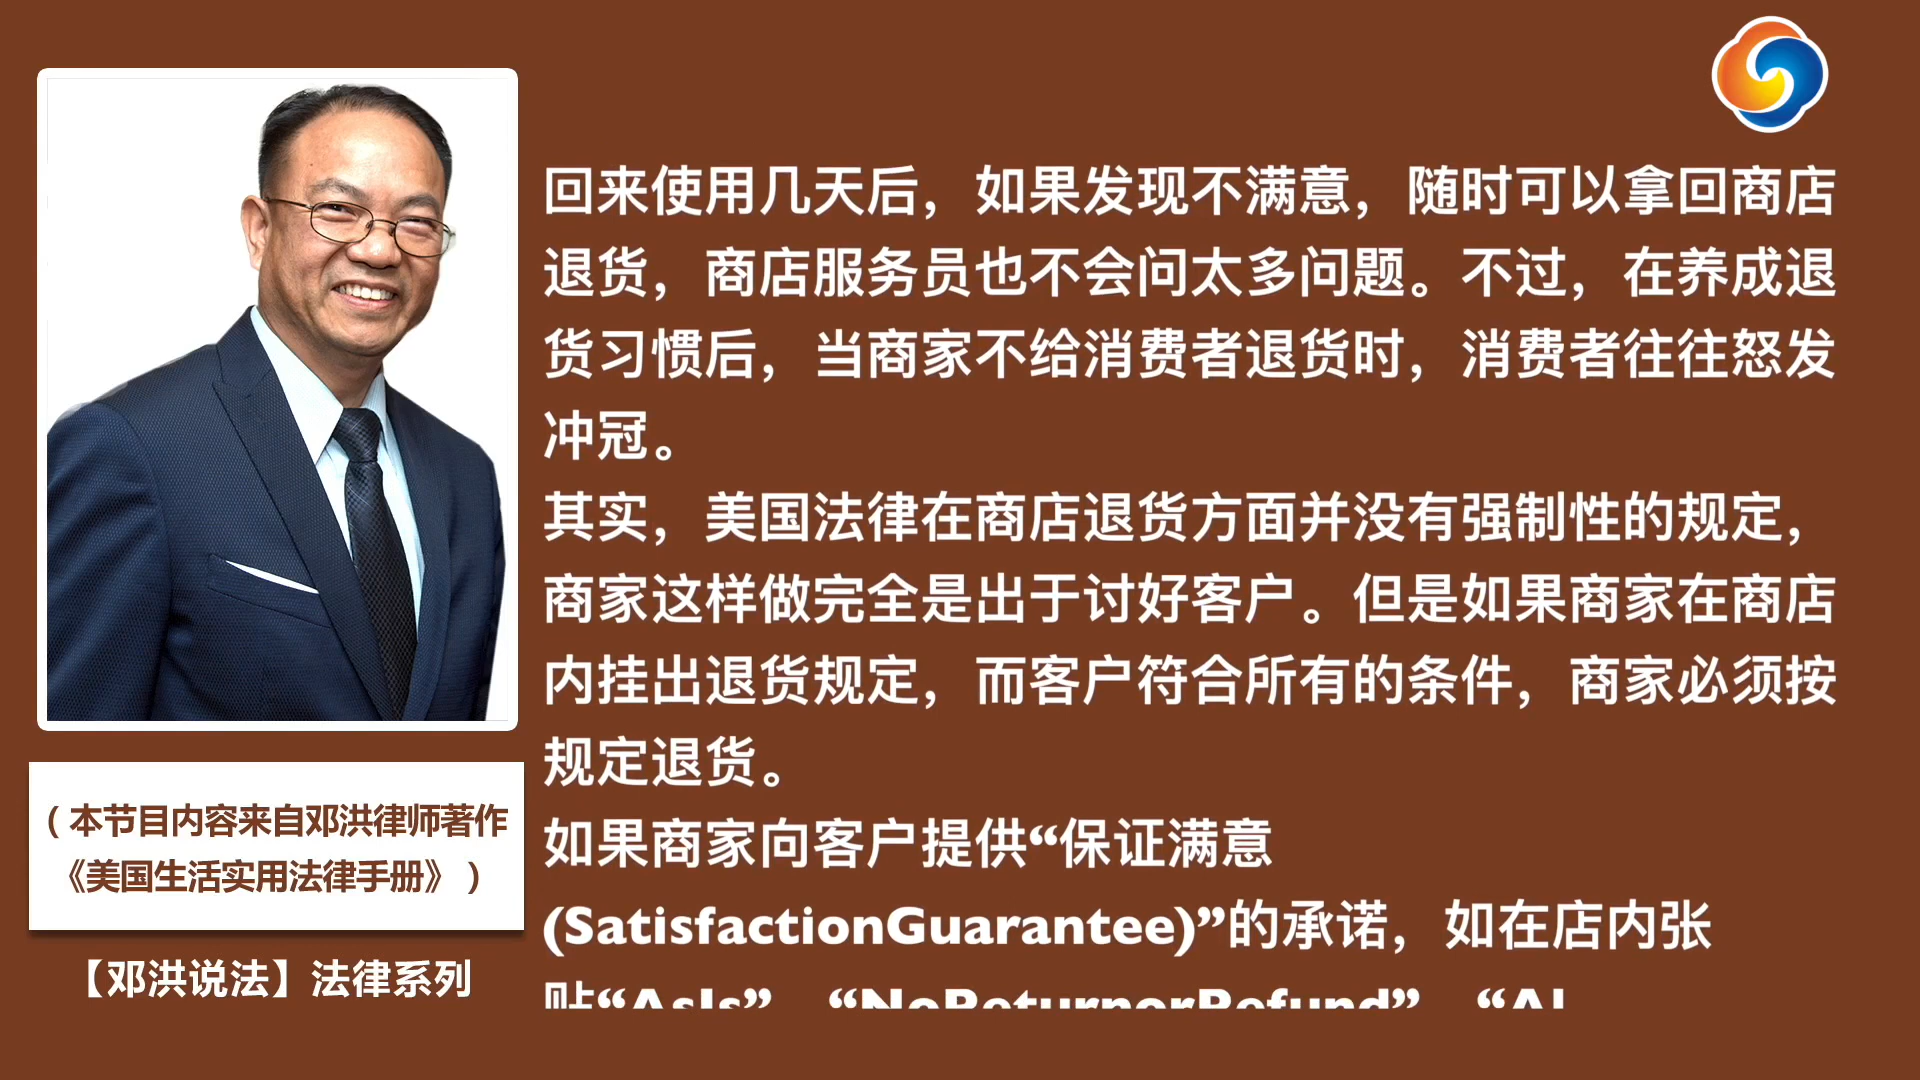 回来使用几天后，如果发现不满意，随时可以拿回商店
退货，商店服务员也不会问太多问题。不过，在养成退
货习惯后，当商家不给消费者退货时，消费者往往怒发
冲冠。
其实，美国法律在商店退货方面并没有强制性的规定，
商家这样做完全是出于讨好客户。但是如果商家在商店
内挂出退货规定，而客户符合所有的条件，商家必须按
规定退货。
如果商家向客户提供“保证满意
(SatisfactionGuarantee)”的承诺，如在店内张
贴“AsIs”、“NoReturnorRefund”、“Al
（本节目内容来自邓洪律师著作
《美国生活实用法律手册》）
【邓洪说法】法律系列